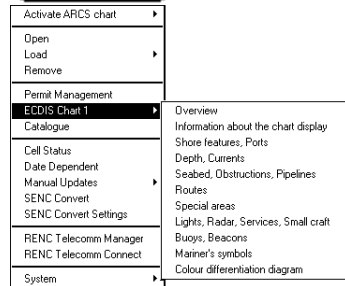 Activate ARCS chart
Open
Load
Remove
Permit Management
ECDIS Chart 1
Catalogue
Cell Status
Date Dependent
Manual Updates
SENC Convert
SENC Convert Settings
RENC Telecomm Manager
RENC Telecomm Connect
System
Overview
Information about the chart display
Shore features, Ports
Depth, Currents
Seabed, Obstructions, Pipelines
Routes
Special areas
Lights, Radar, Services, Small craft
Buoys, Beacons
Mariner's symbols
Colour differentiation diagram